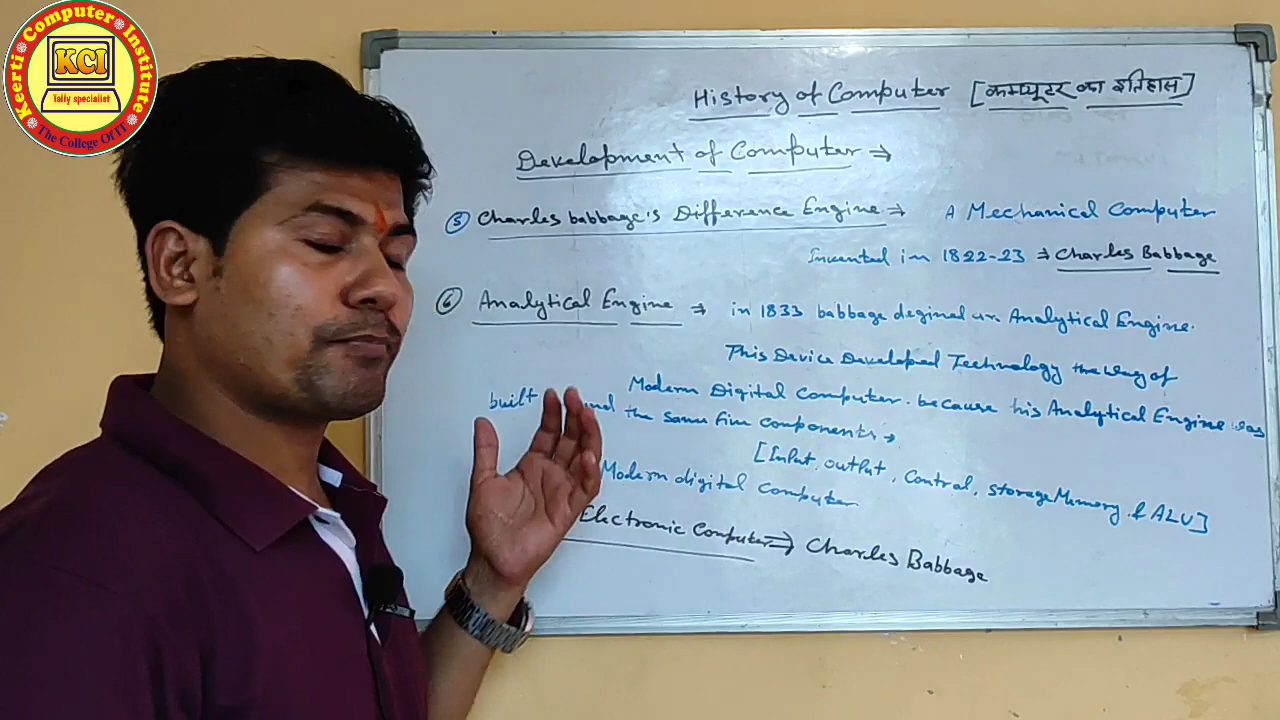 Keerti Computer Institute
KCI
Tally specialist
The College Of IT
History of Computer [कम्प्यूटर का इतिहास]
Development of Computer ⇒
⑤ Charles babbage's Difference Engine ⇒ A Mechanical Computer
Invented in 1822-23 ⇒ Charles Babbage
⑥ Analytical Engine ⇒ in 1833 babbage Analytical Engine.
This Device Developed Technology the way of
Modern Digital Computer. because his Analytical Engine was
built the same five components →
[Input, output, Control, storage Memory & ALU]
Modern digital Computer
Electronic Computer ⇒ Charles Babbage